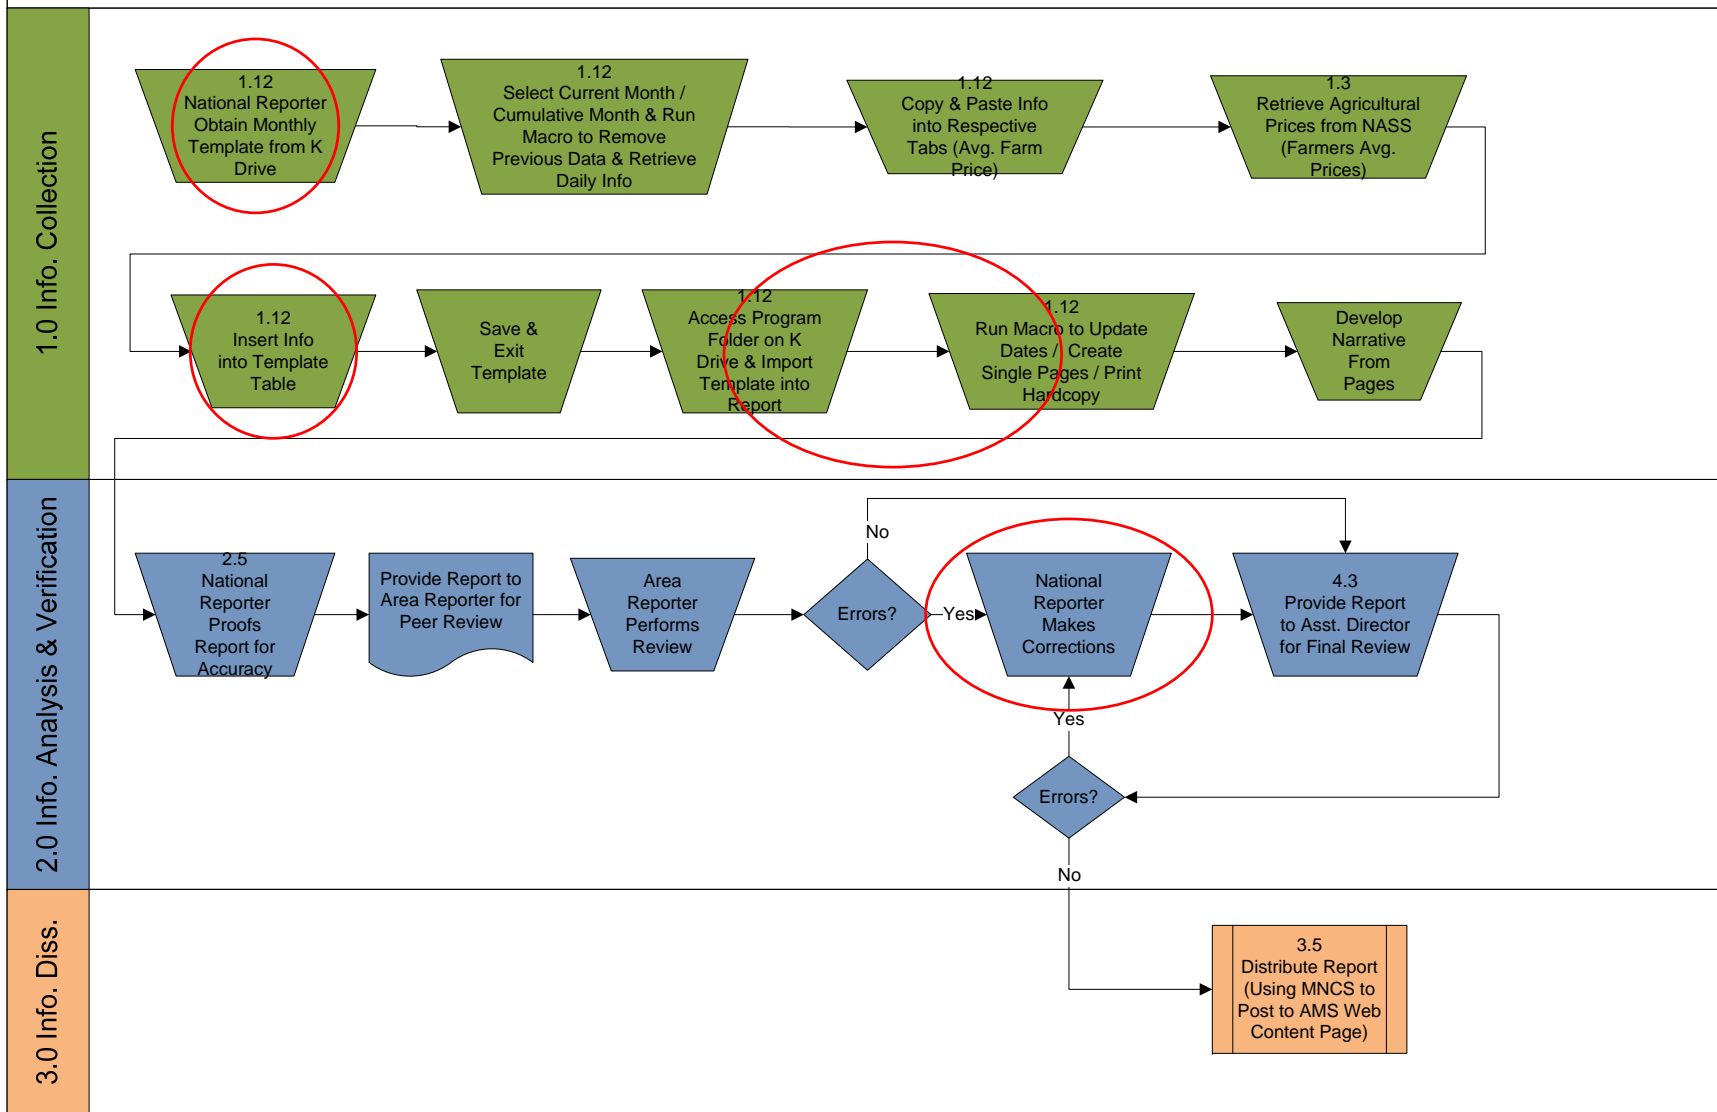 1.0 Info. Collection
1.12
National Reporter
Obtain Monthly
Template from K
Drive
1.12
Select Current Month /
Cumulative Month & Run
Macro to Remove
Previous Data & Retrieve
Daily Info
1.12
Copy & Paste Info
into Respective
Tabs (Avg. Farm
Price)
1.3
Retrieve Agricultural
Prices from NASS
(Farmers Avg.
Prices)
1.12
Insert Info
into Template
Table
Save &
Exit
Template
1.12
Access Program
Folder on K
Drive & Import
Template into
Report
1.12
Run Macro to Update
Dates / Create
Single Pages / Print
Hardcopy
Develop
Narrative
From
Pages
2.0 Info. Analysis & Verification
2.5
National
Reporter
Proofs
Report for
Accuracy
Provide Report to
Area Reporter for
Peer Review
Area
Reporter
Performs
Review
Errors?
No
Yes
National
Reporter
Makes
Corrections
4.3
Provide Report
to Asst. Director
for Final Review
Yes
Errors?
No
3.0 Info. Diss.
3.5
Distribute Report
(Using MNCS to
Post to AMS Web
Content Page)